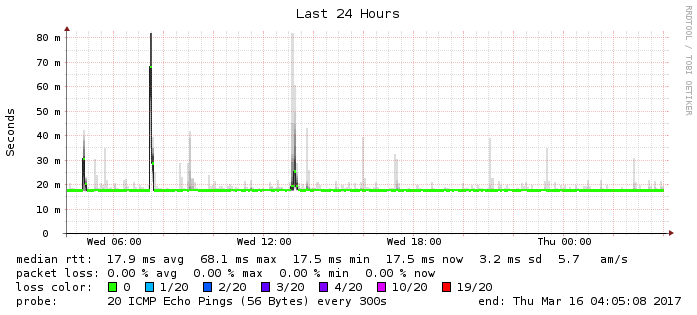 Last 24 Hours
RRDTOOL / TOBI OETIKER
Seconds
80 m
70 m
60 m
50 m
40 m
30 m
20 m
10 m
0
Wed 06:00 Wed 12:00 Wed 18:00 Thu 00:00
median rtt: 17.9 ms avg 68.1 ms max 17.5 ms min 17.5 ms now 3.2 ms sd 5.7 am/s
packet loss: 0.00 % avg 0.00 % max 0.00 % min 0.00 % now
loss color: 0 1/20 2/20 3/20 4/20 10/20 19/20
probe: 20 ICMP Echo Pings (56 Bytes) every 300s end: Thu Mar 16 04:05:08 2017